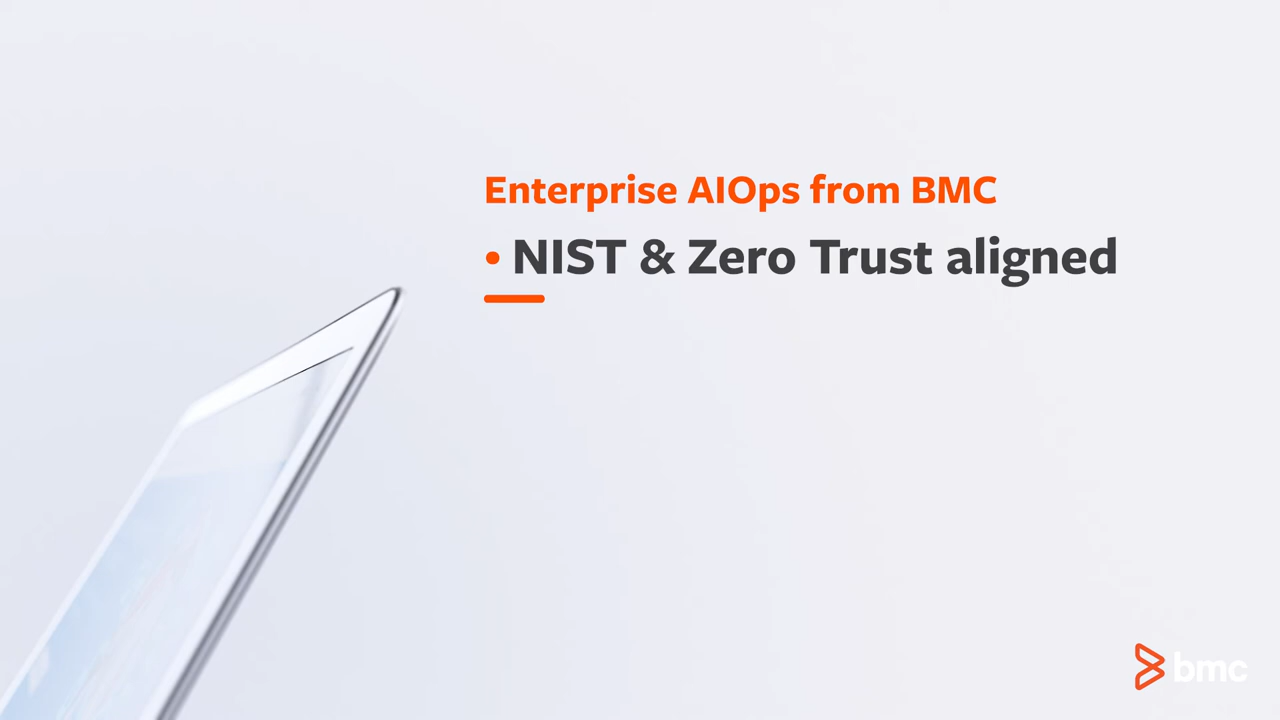 Enterprise AIOps from BMC
• NIST & Zero Trust aligned
bmc